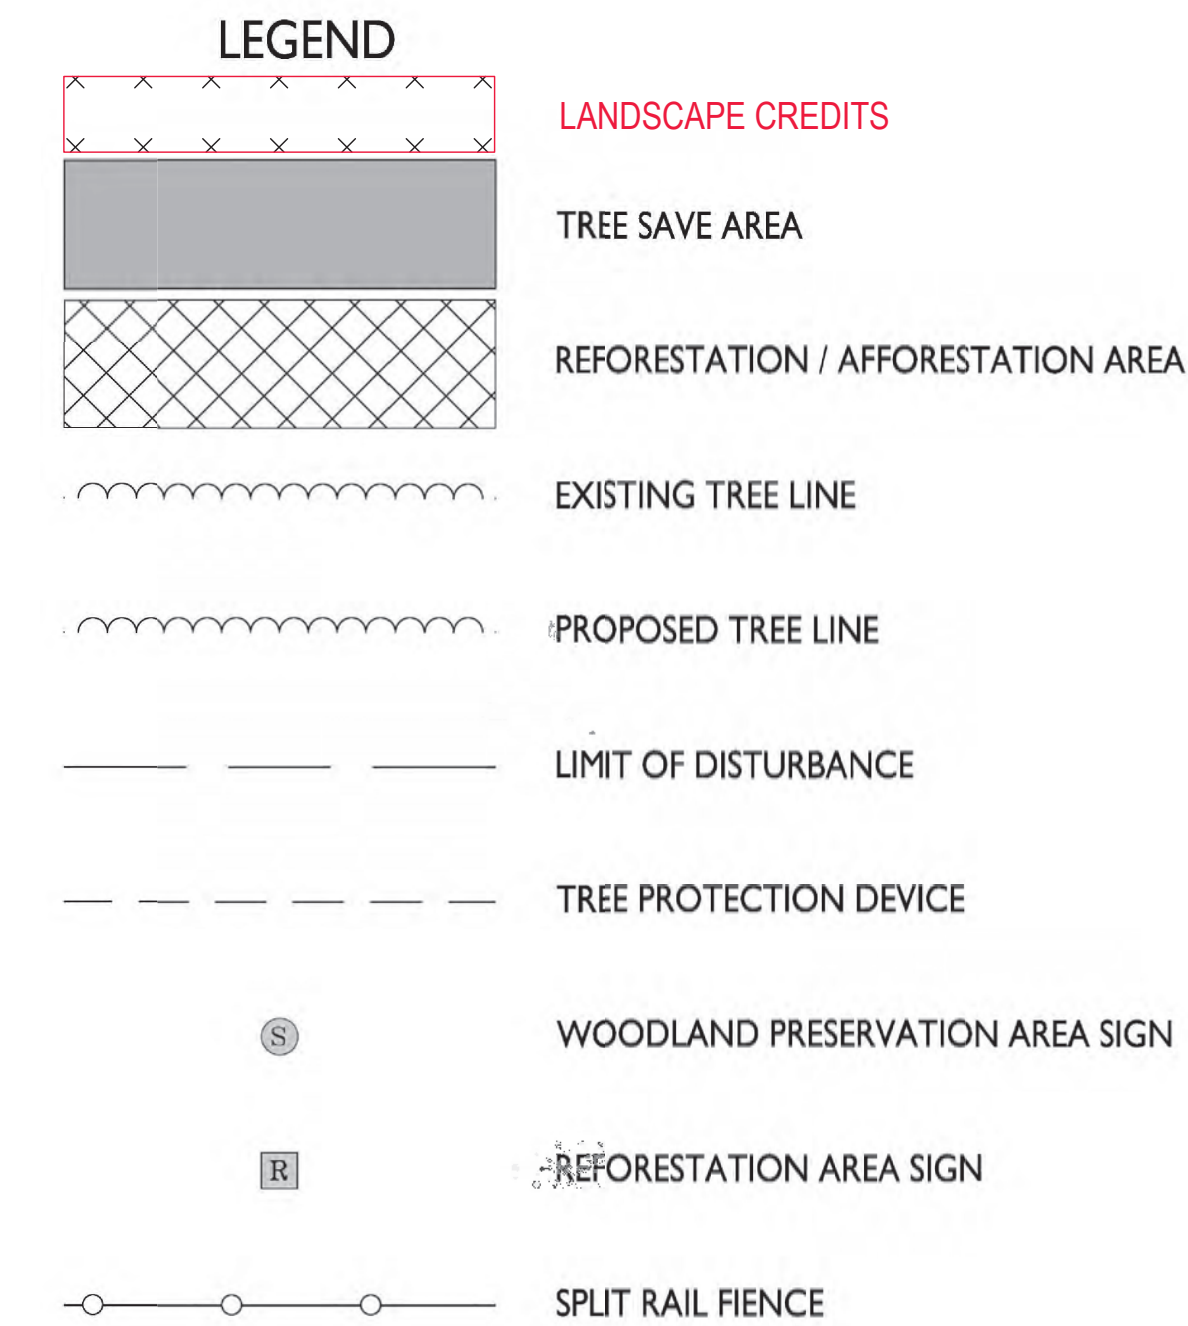 LEGEND
LANDSCAPE CREDITS
TREE SAVE AREA
REFORESTATION / AFFORESTATION AREA
EXISTING TREE LINE
PROPOSED TREE LINE
LIMIT OF DISTURBANCE
TREE PROTECTION DEVICE
S WOODLAND PRESERVATION AREA SIGN
R REFORESTATION AREA SIGN
SPLIT RAIL FIENCE